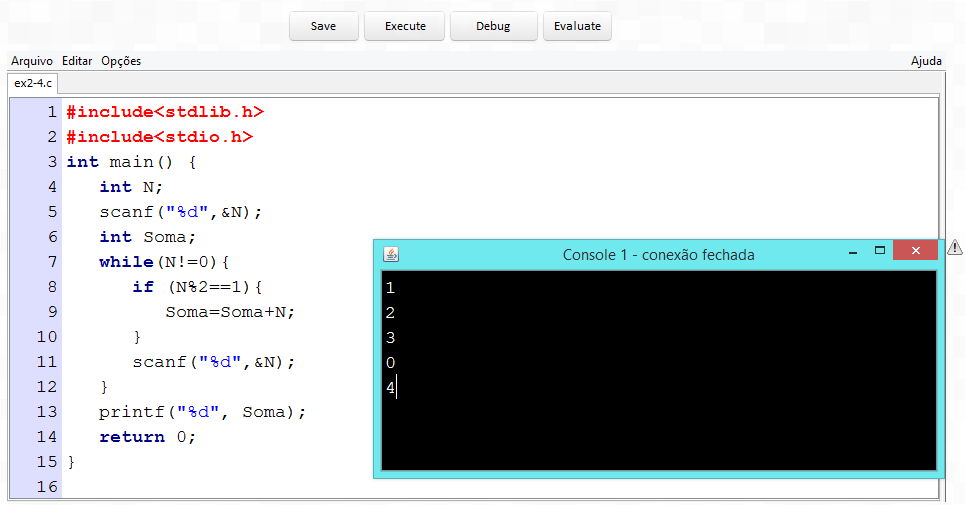 Save Execute Debug Evaluate
Arquivo Editar Opções Ajuda
ex2-4.c
1 #include<stdlib.h>
2 #include<stdio.h>
3 int main() {
4    int N;
5    scanf("%d",&N);
6    int Soma;
7    while(N!=0){
8       if (N%2==1){
9          Soma=Soma+N;
10       }
11       scanf("%d",&N);
12    }
13    printf("%d", Soma);
14    return 0;
15 }
16
Console 1 - conexão fechada
1
2
3
0
4